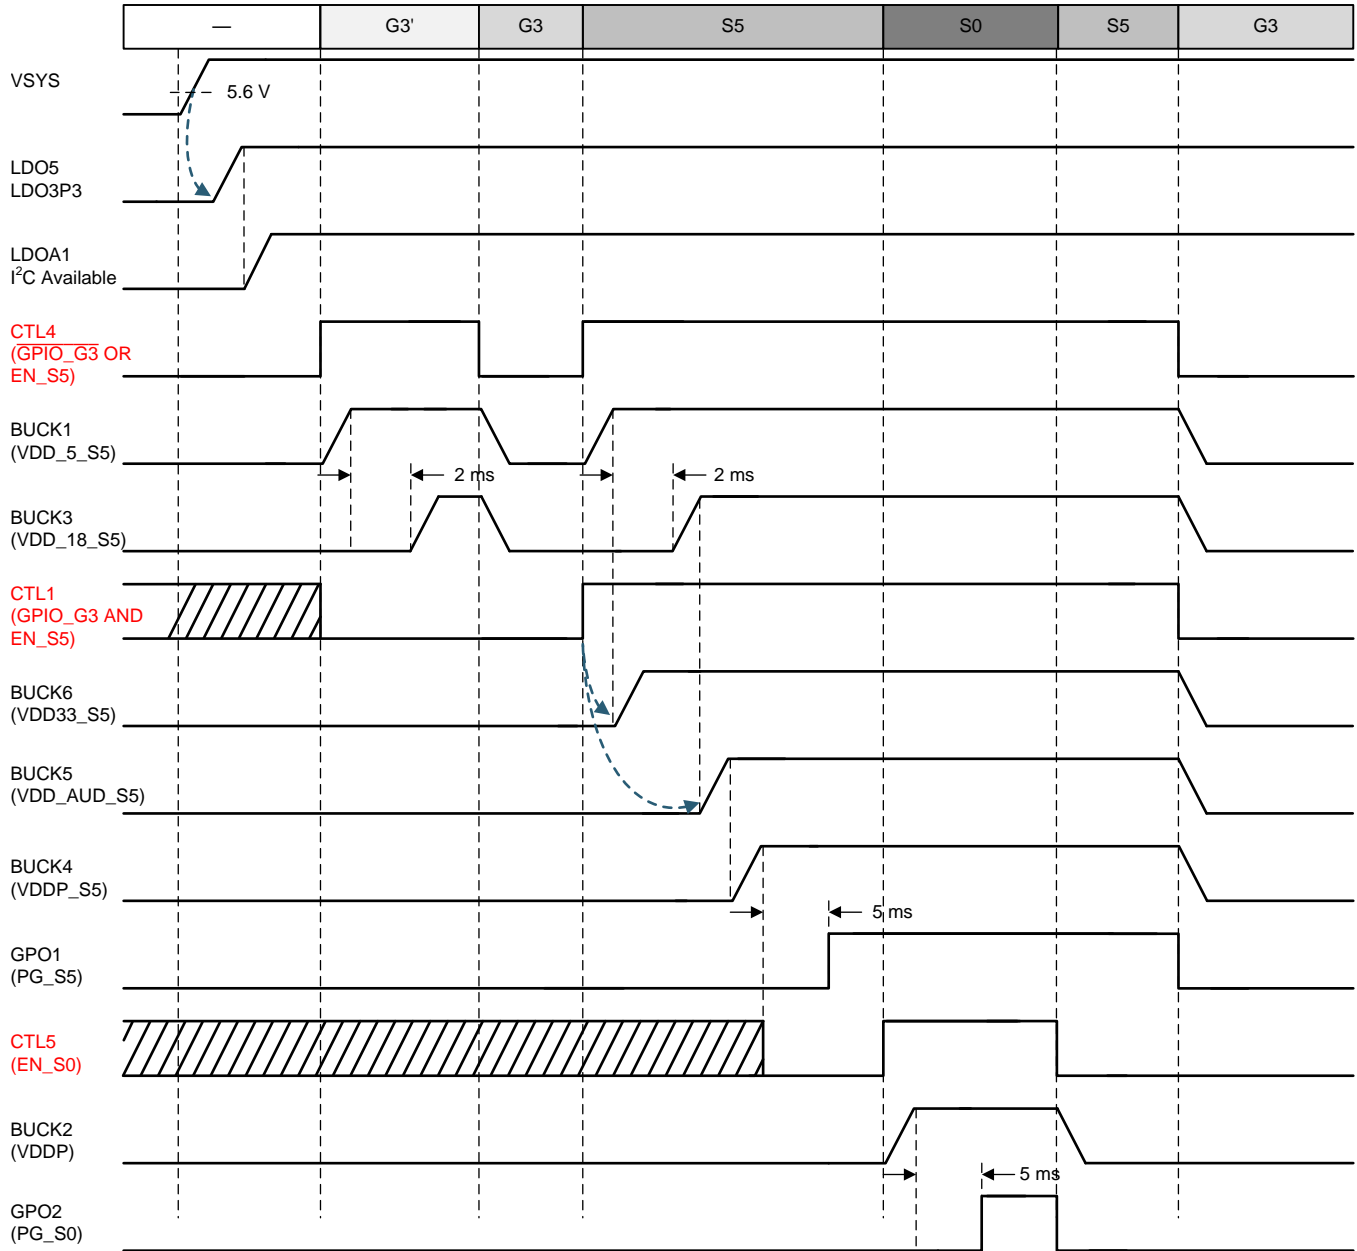 — G3' G3 S5 S0 S5 G3
VSYS
5.6 V
LDO5
LDO3P3
LDOA1
I²C Available
CTL4
(G̅P̅I̅O̅_̅G̅3̅ OR
EN_S5)
BUCK1
(VDD_5_S5)
2 ms 2 ms
BUCK3
(VDD_18_S5)
CTL1
(GPIO_G3 AND
EN_S5)
BUCK6
(VDD33_S5)
BUCK5
(VDD_AUD_S5)
BUCK4
(VDDP_S5)
5 ms
GPO1
(PG_S5)
CTL5
(EN_S0)
BUCK2
(VDDP)
5 ms
GPO2
(PG_S0)